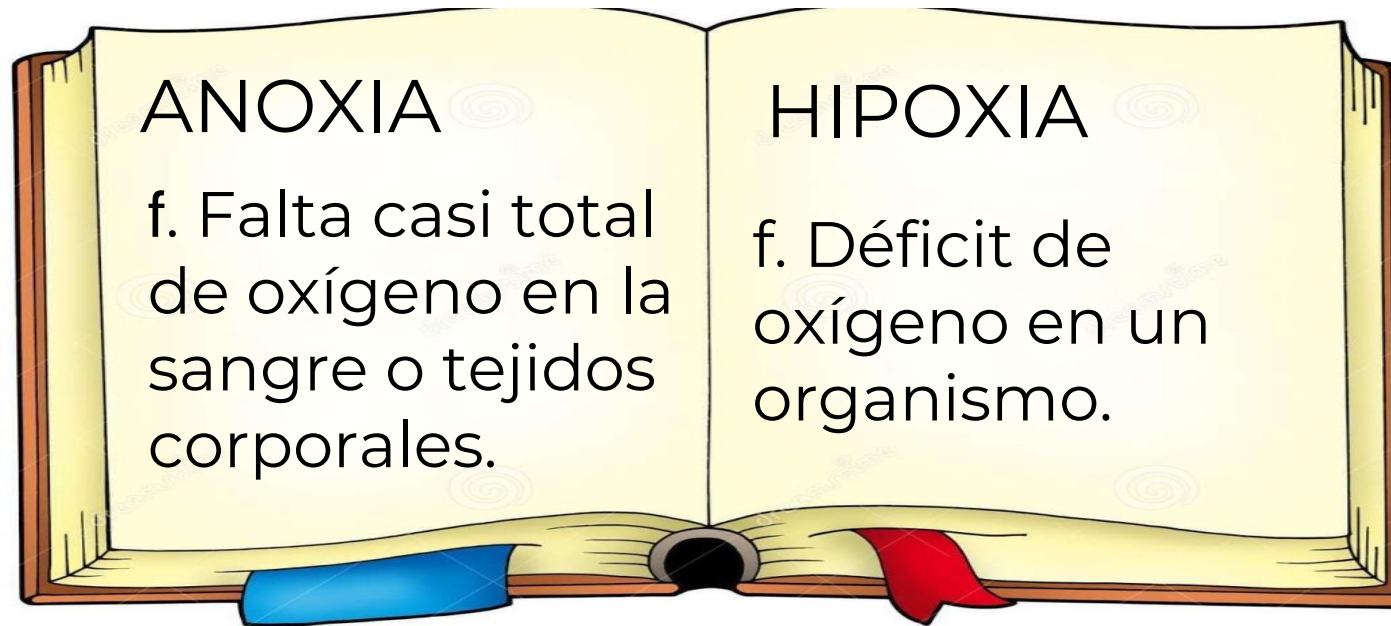 ANOXIA
f. Falta casi total
de oxígeno en la
sangre o tejidos
corporales.
HIPOXIA
f. Déficit de
oxígeno en un
organismo.